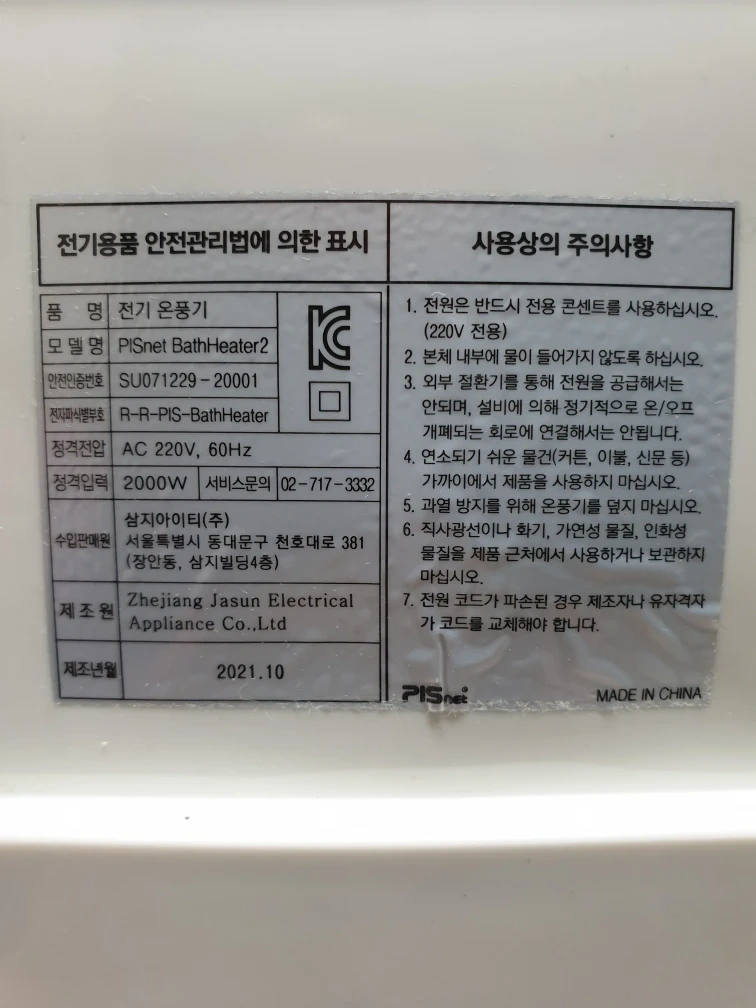 전기용품 안전관리법에 의한 표시
품 명 전기 온풍기
모 델 명 PISnet BathHeater2
안전인증번호 SU071229-20001
전자파식별부호 R-R-PIS-BathHeater
정격전압 AC 220V, 60Hz
정격입력 2000W 서비스문의 02-717-3332
수입판매원 삼지아이티(주)
서울특별시 동대문구 천호대로 381
(장안동, 삼지빌딩4층)
제 조 원 Zhejiang Jasun Electrical
Appliance Co.,Ltd
제조년월 2021.10
사용상의 주의사항
1. 전원은 반드시 전용 콘센트를 사용하십시오.
(220V 전용)
2. 본체 내부에 물이 들어가지 않도록 하십시오.
3. 외부 절환기를 통해 전원을 공급해서는
안되며, 설비에 의해 정기적으로 온/오프
개폐되는 회로에 연결해서는 안됩니다.
4. 연소되기 쉬운 물건(커튼, 이불, 신문 등)
가까이에서 제품을 사용하지 마십시오.
5. 과열 방지를 위해 온풍기를 덮지 마십시오.
6. 직사광선이나 화기, 가연성 물질, 인화성
물질을 제품 근처에서 사용하거나 보관하지
마십시오.
7. 전원 코드가 파손된 경우 제조자나 유자격자
가 코드를 교체해야 합니다.
PISnet MADE IN CHINA